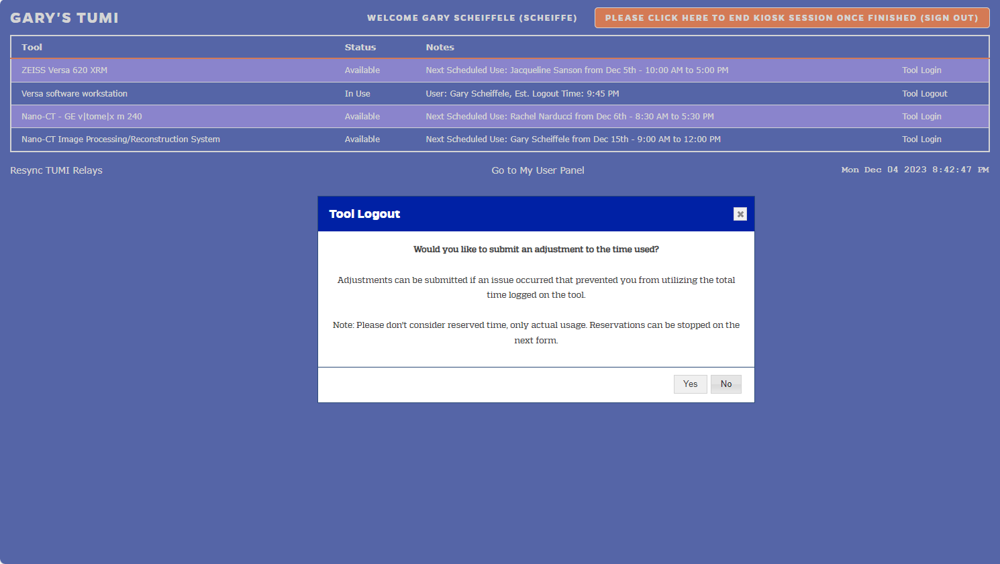 GARY'S TUMI
WELCOME GARY SCHEIFFELE (SCHEIFFE)
PLEASE CLICK HERE TO END KIOSK SESSION ONCE FINISHED (SIGN OUT)
Tool Status Notes
ZEISS Versa 620 XRM Available Next Scheduled Use: Jacqueline Sanson from Dec 5th - 10:00 AM to 5:00 PM Tool Login
Versa software workstation In Use User: Gary Scheiffele, Est. Logout Time: 9:45 PM Tool Logout
Nano-CT - GE v|tome|x m 240 Available Next Scheduled Use: Rachel Narducci from Dec 6th - 8:30 AM to 5:30 PM Tool Login
Nano-CT Image Processing/Reconstruction System Available Next Scheduled Use: Gary Scheiffele from Dec 15th - 9:00 AM to 12:00 PM Tool Login
Resync TUMI Relays Go to My User Panel Mon Dec 04 2023 8:42:47 PM
Tool Logout
Would you like to submit an adjustment to the time used?
Adjustments can be submitted if an issue occurred that prevented you from utilizing the total
time logged on the tool.
Note: Please don't consider reserved time, only actual usage. Reservations can be stopped on the
next form.
Yes No